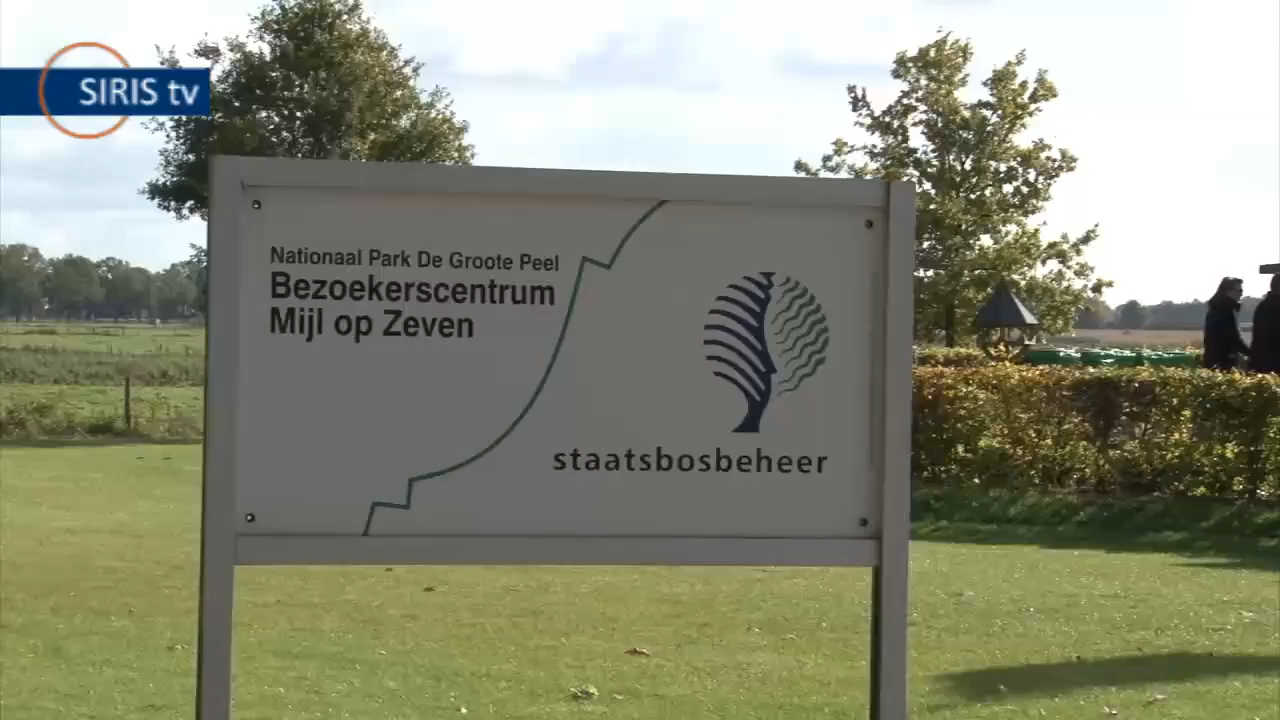 SIRIS tv
Nationaal Park De Groote Peel
Bezoekerscentrum
Mijl op Zeven
staatsbosbeheer